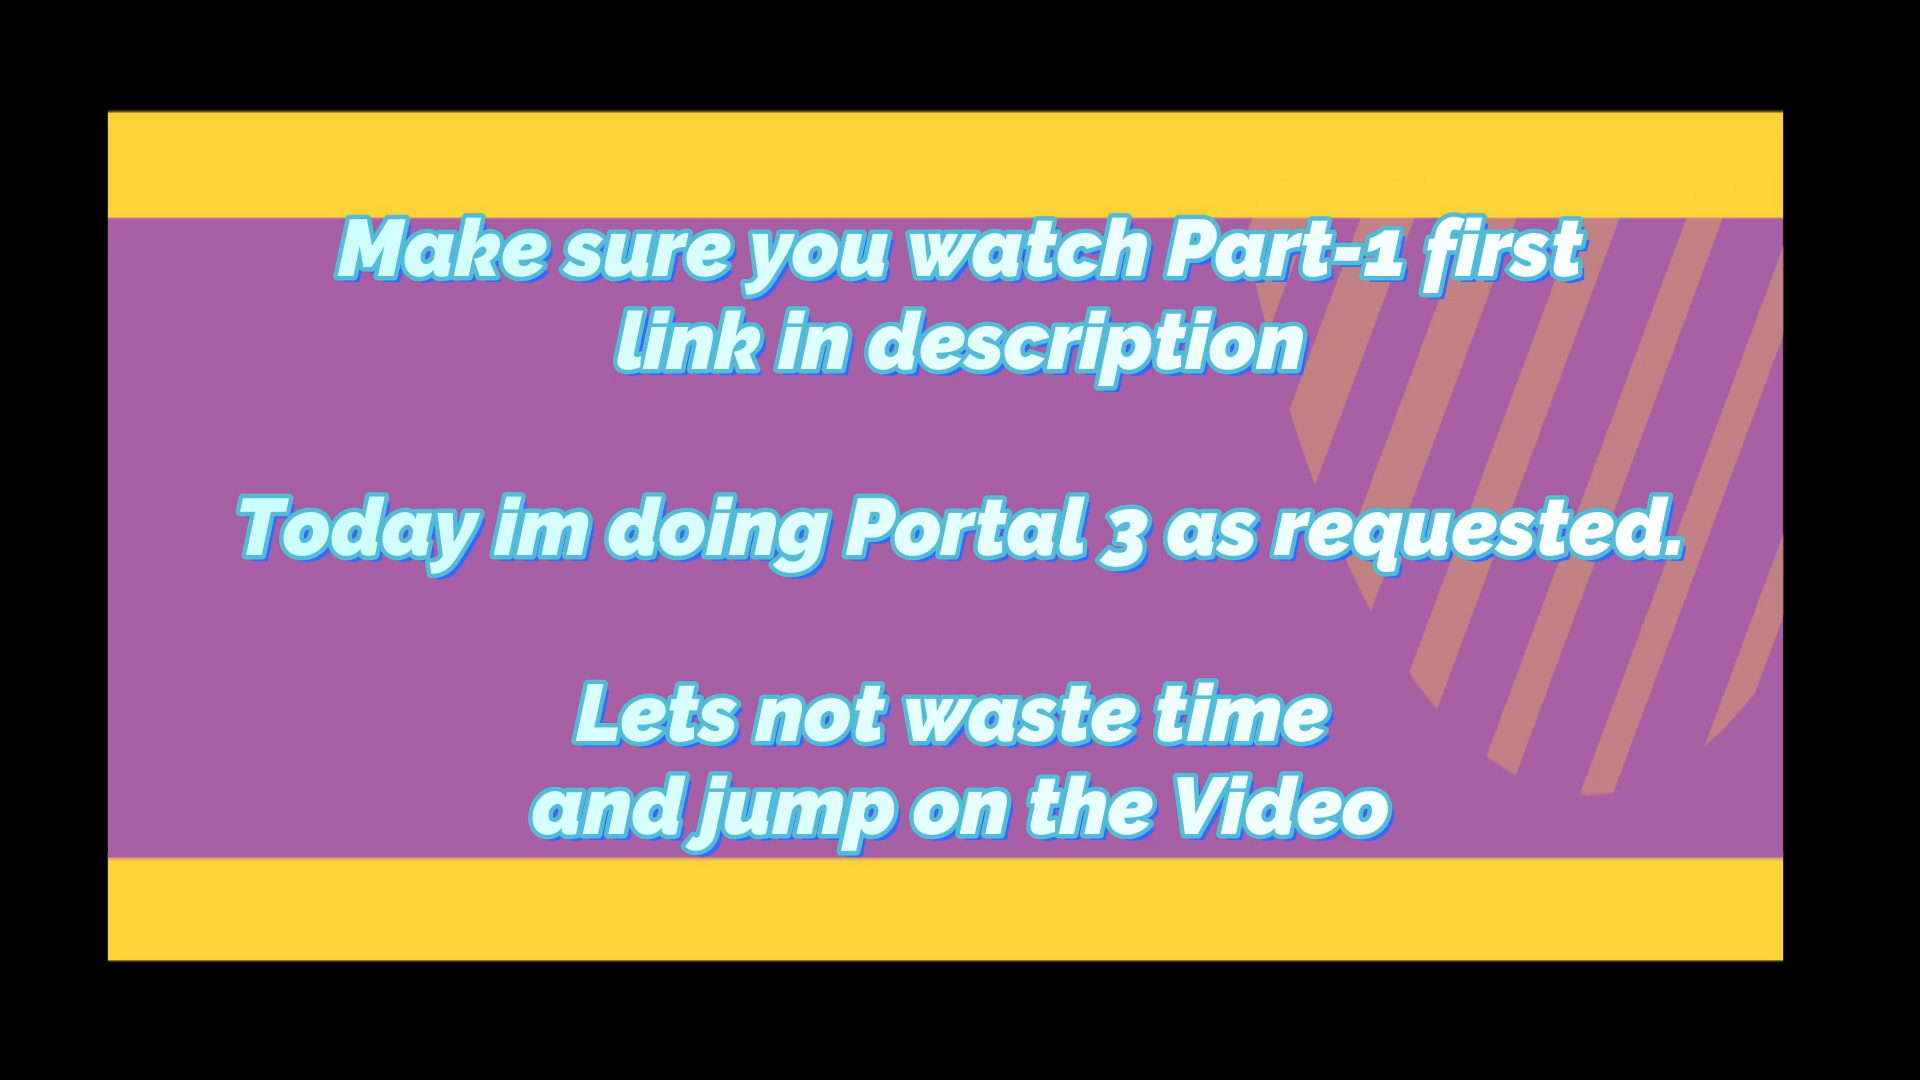 Make sure you watch Part-1 first
link in description
Today im doing Portal 3 as requested.
Lets not waste time
and jump on the Video